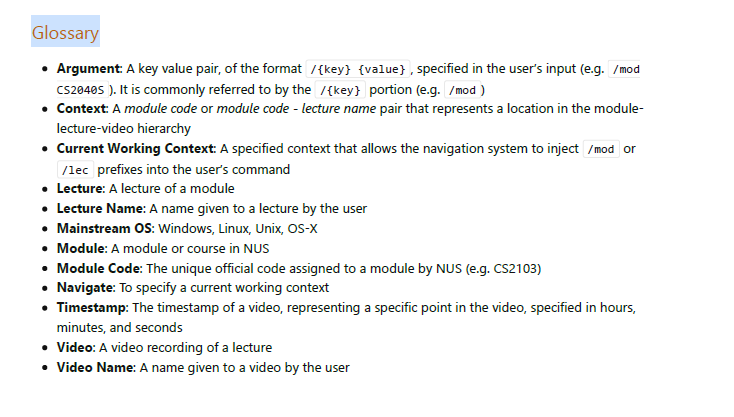 Glossary
• Argument: A key value pair, of the format /{key} {value} , specified in the user's input (e.g. /mod
CS2040S ). It is commonly referred to by the /{key} portion (e.g. /mod )
• Context: A module code or module code - lecture name pair that represents a location in the module-
lecture-video hierarchy
• Current Working Context: A specified context that allows the navigation system to inject /mod or
/lec prefixes into the user's command
• Lecture: A lecture of a module
• Lecture Name: A name given to a lecture by the user
• Mainstream OS: Windows, Linux, Unix, OS-X
• Module: A module or course in NUS
• Module Code: The unique official code assigned to a module by NUS (e.g. CS2103)
• Navigate: To specify a current working context
• Timestamp: The timestamp of a video, representing a specific point in the video, specified in hours,
minutes, and seconds
• Video: A video recording of a lecture
• Video Name: A name given to a video by the user